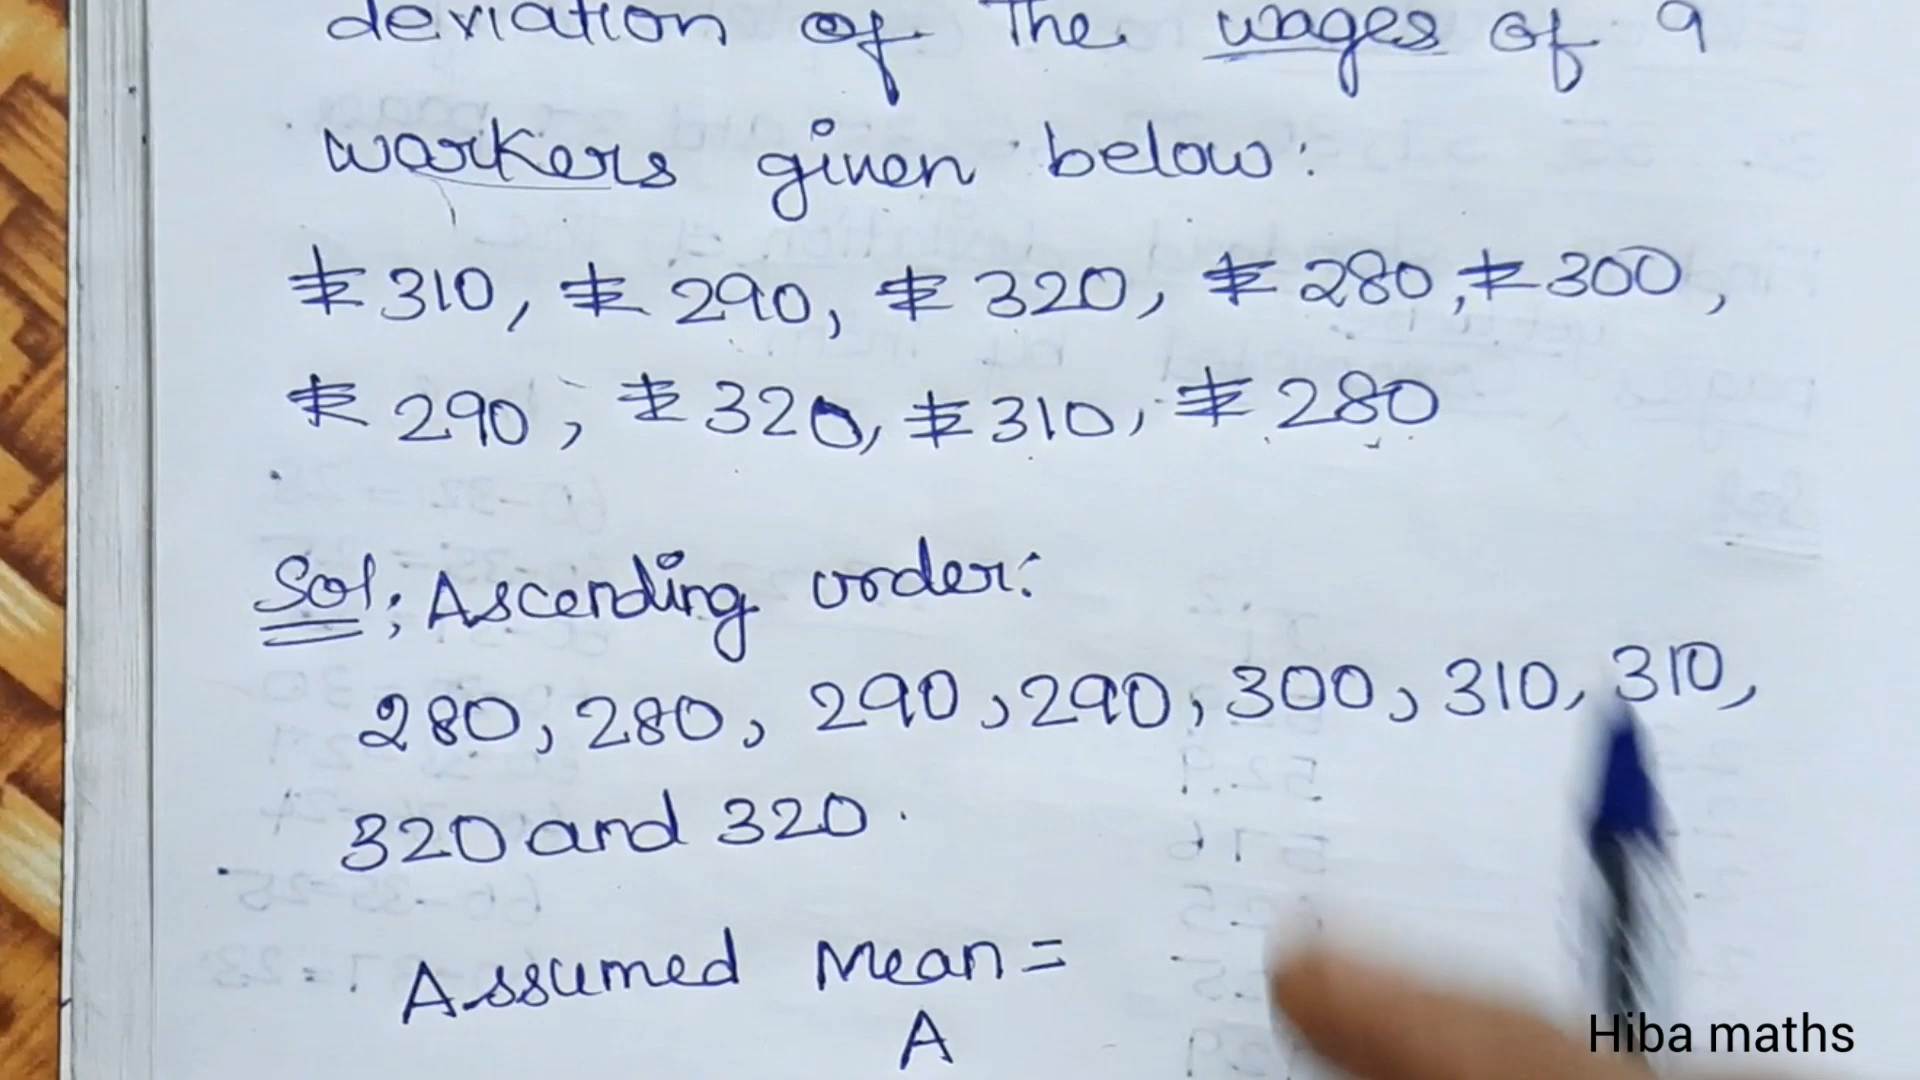 deviation of the wages of 9
workers given below:
₹310, ₹290, ₹320, ₹280, ₹300,
₹290, ₹320, ₹310, ₹280
Sol: Ascending order:
280, 280, 290, 290, 300, 310, 310,
320 and 320.
Assumed Mean =
A
Hiba maths